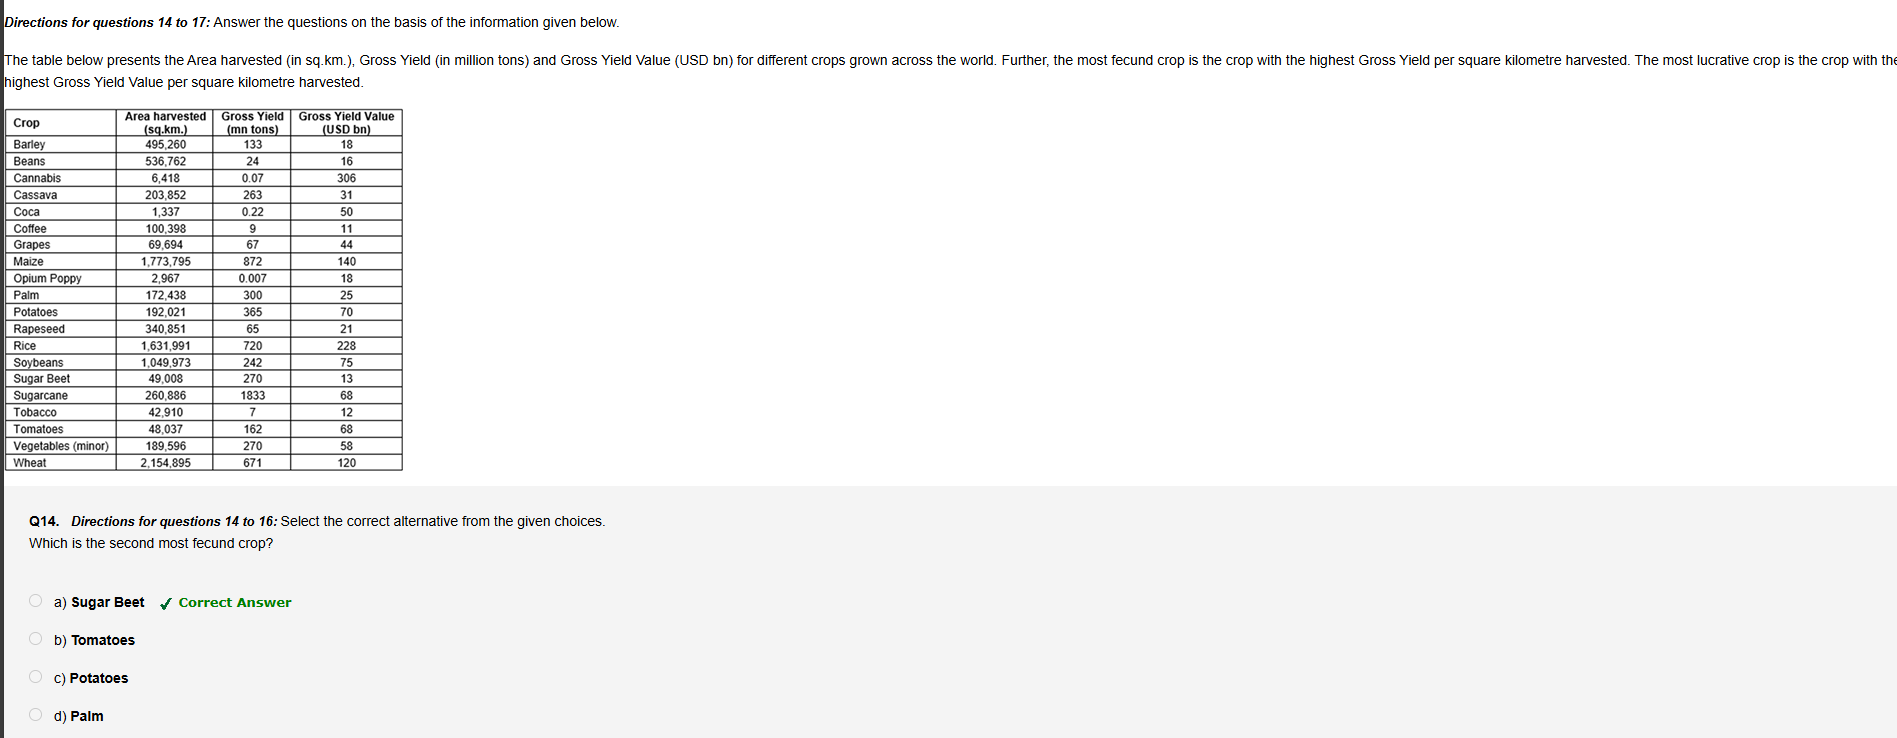 Directions for questions 14 to 17: Answer the questions on the basis of the information given below.
The table below presents the Area harvested (in sq.km.), Gross Yield (in million tons) and Gross Yield Value (USD bn) for different crops grown across the world. Further, the most fecund crop is the crop with the highest Gross Yield per square kilometre harvested. The most lucrative crop is the crop with the
highest Gross Yield Value per square kilometre harvested.
Crop Area harvested (sq.km.) Gross Yield (mn tons) Gross Yield Value (USD bn)
Barley 495,260 133 18
Beans 536,762 24 16
Cannabis 6,418 0.07 306
Cassava 203,852 263 31
Coca 1,337 0.22 50
Coffee 100,398 9 11
Grapes 69,694 67 44
Maize 1,773,795 872 140
Opium Poppy 2,967 0.007 18
Palm 172,438 300 25
Potatoes 192,021 365 70
Rapeseed 340,851 65 21
Rice 1,631,991 720 228
Soybeans 1,049,973 242 75
Sugar Beet 49,008 270 13
Sugarcane 260,886 1833 68
Tobacco 42,910 7 12
Tomatoes 48,037 162 68
Vegetables (minor) 189,596 270 58
Wheat 2,154,895 671 120
Q14. Directions for questions 14 to 16: Select the correct alternative from the given choices.
Which is the second most fecund crop?
a) Sugar Beet ✓ Correct Answer
b) Tomatoes
c) Potatoes
d) Palm